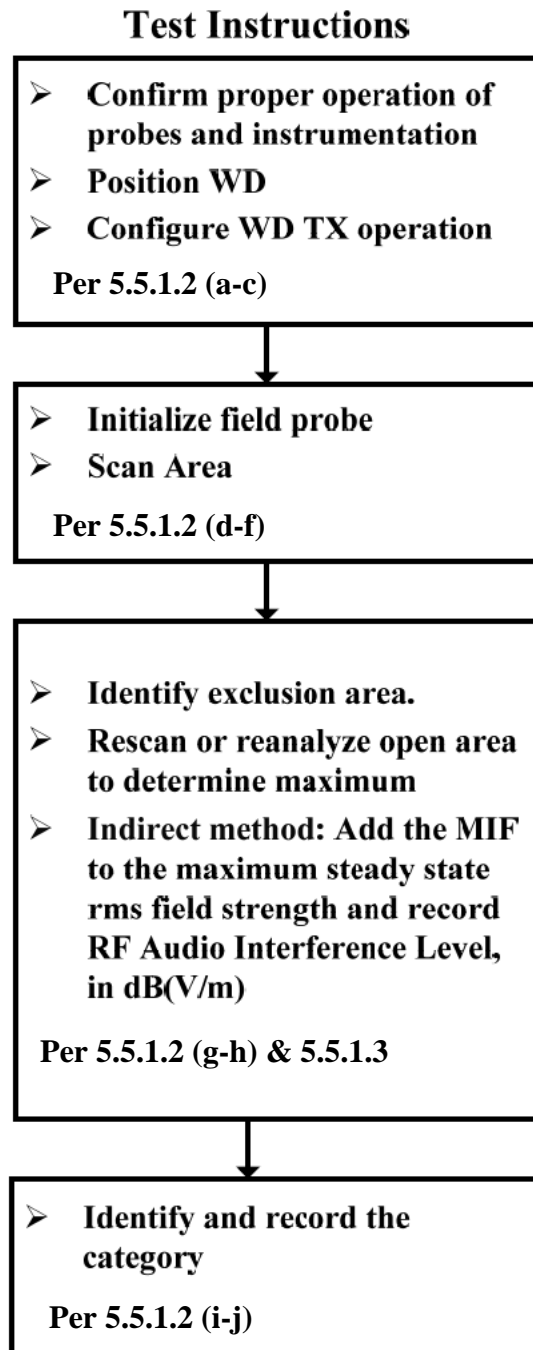 Test Instructions
➢ Confirm proper operation of
probes and instrumentation
➢ Position WD
➢ Configure WD TX operation
Per 5.5.1.2 (a-c)
➢ Initialize field probe
➢ Scan Area
Per 5.5.1.2 (d-f)
➢ Identify exclusion area.
➢ Rescan or reanalyze open area
to determine maximum
➢ Indirect method: Add the MIF
to the maximum steady state
rms field strength and record
RF Audio Interference Level,
in dB(V/m)
Per 5.5.1.2 (g-h) & 5.5.1.3
➢ Identify and record the
category
Per 5.5.1.2 (i-j)